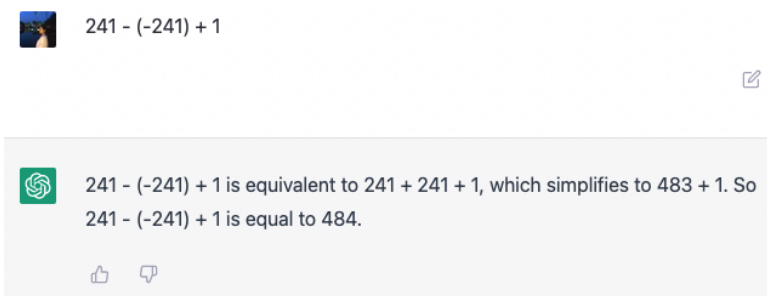 241 - (-241) + 1
241 - (-241) + 1 is equivalent to 241 + 241 + 1, which simplifies to 483 + 1. So
241 - (-241) + 1 is equal to 484.